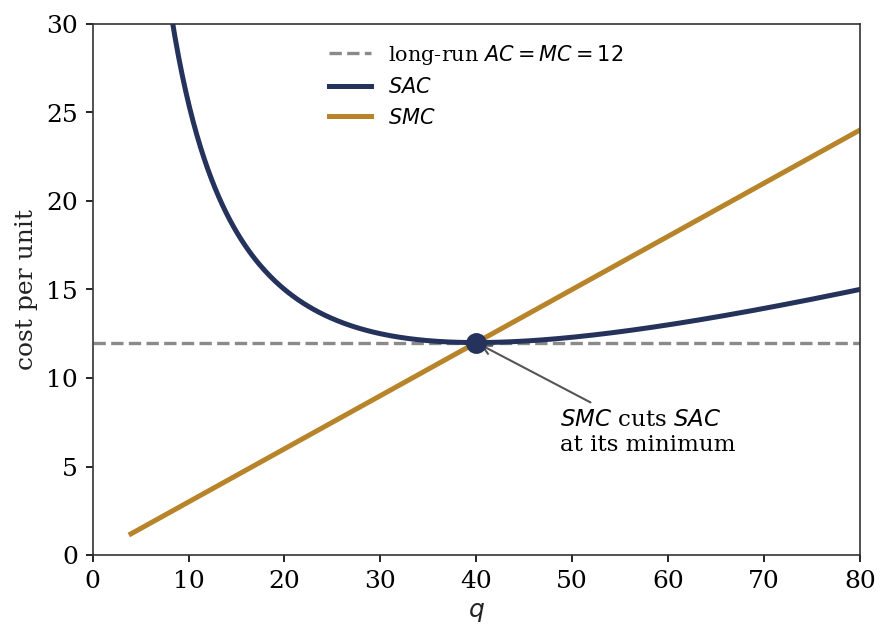 30
25
20
15
10
5
0
cost per unit
long-run AC = MC = 12
SAC
SMC
SMC cuts SAC
at its minimum
0 10 20 30 40 50 60 70 80
q